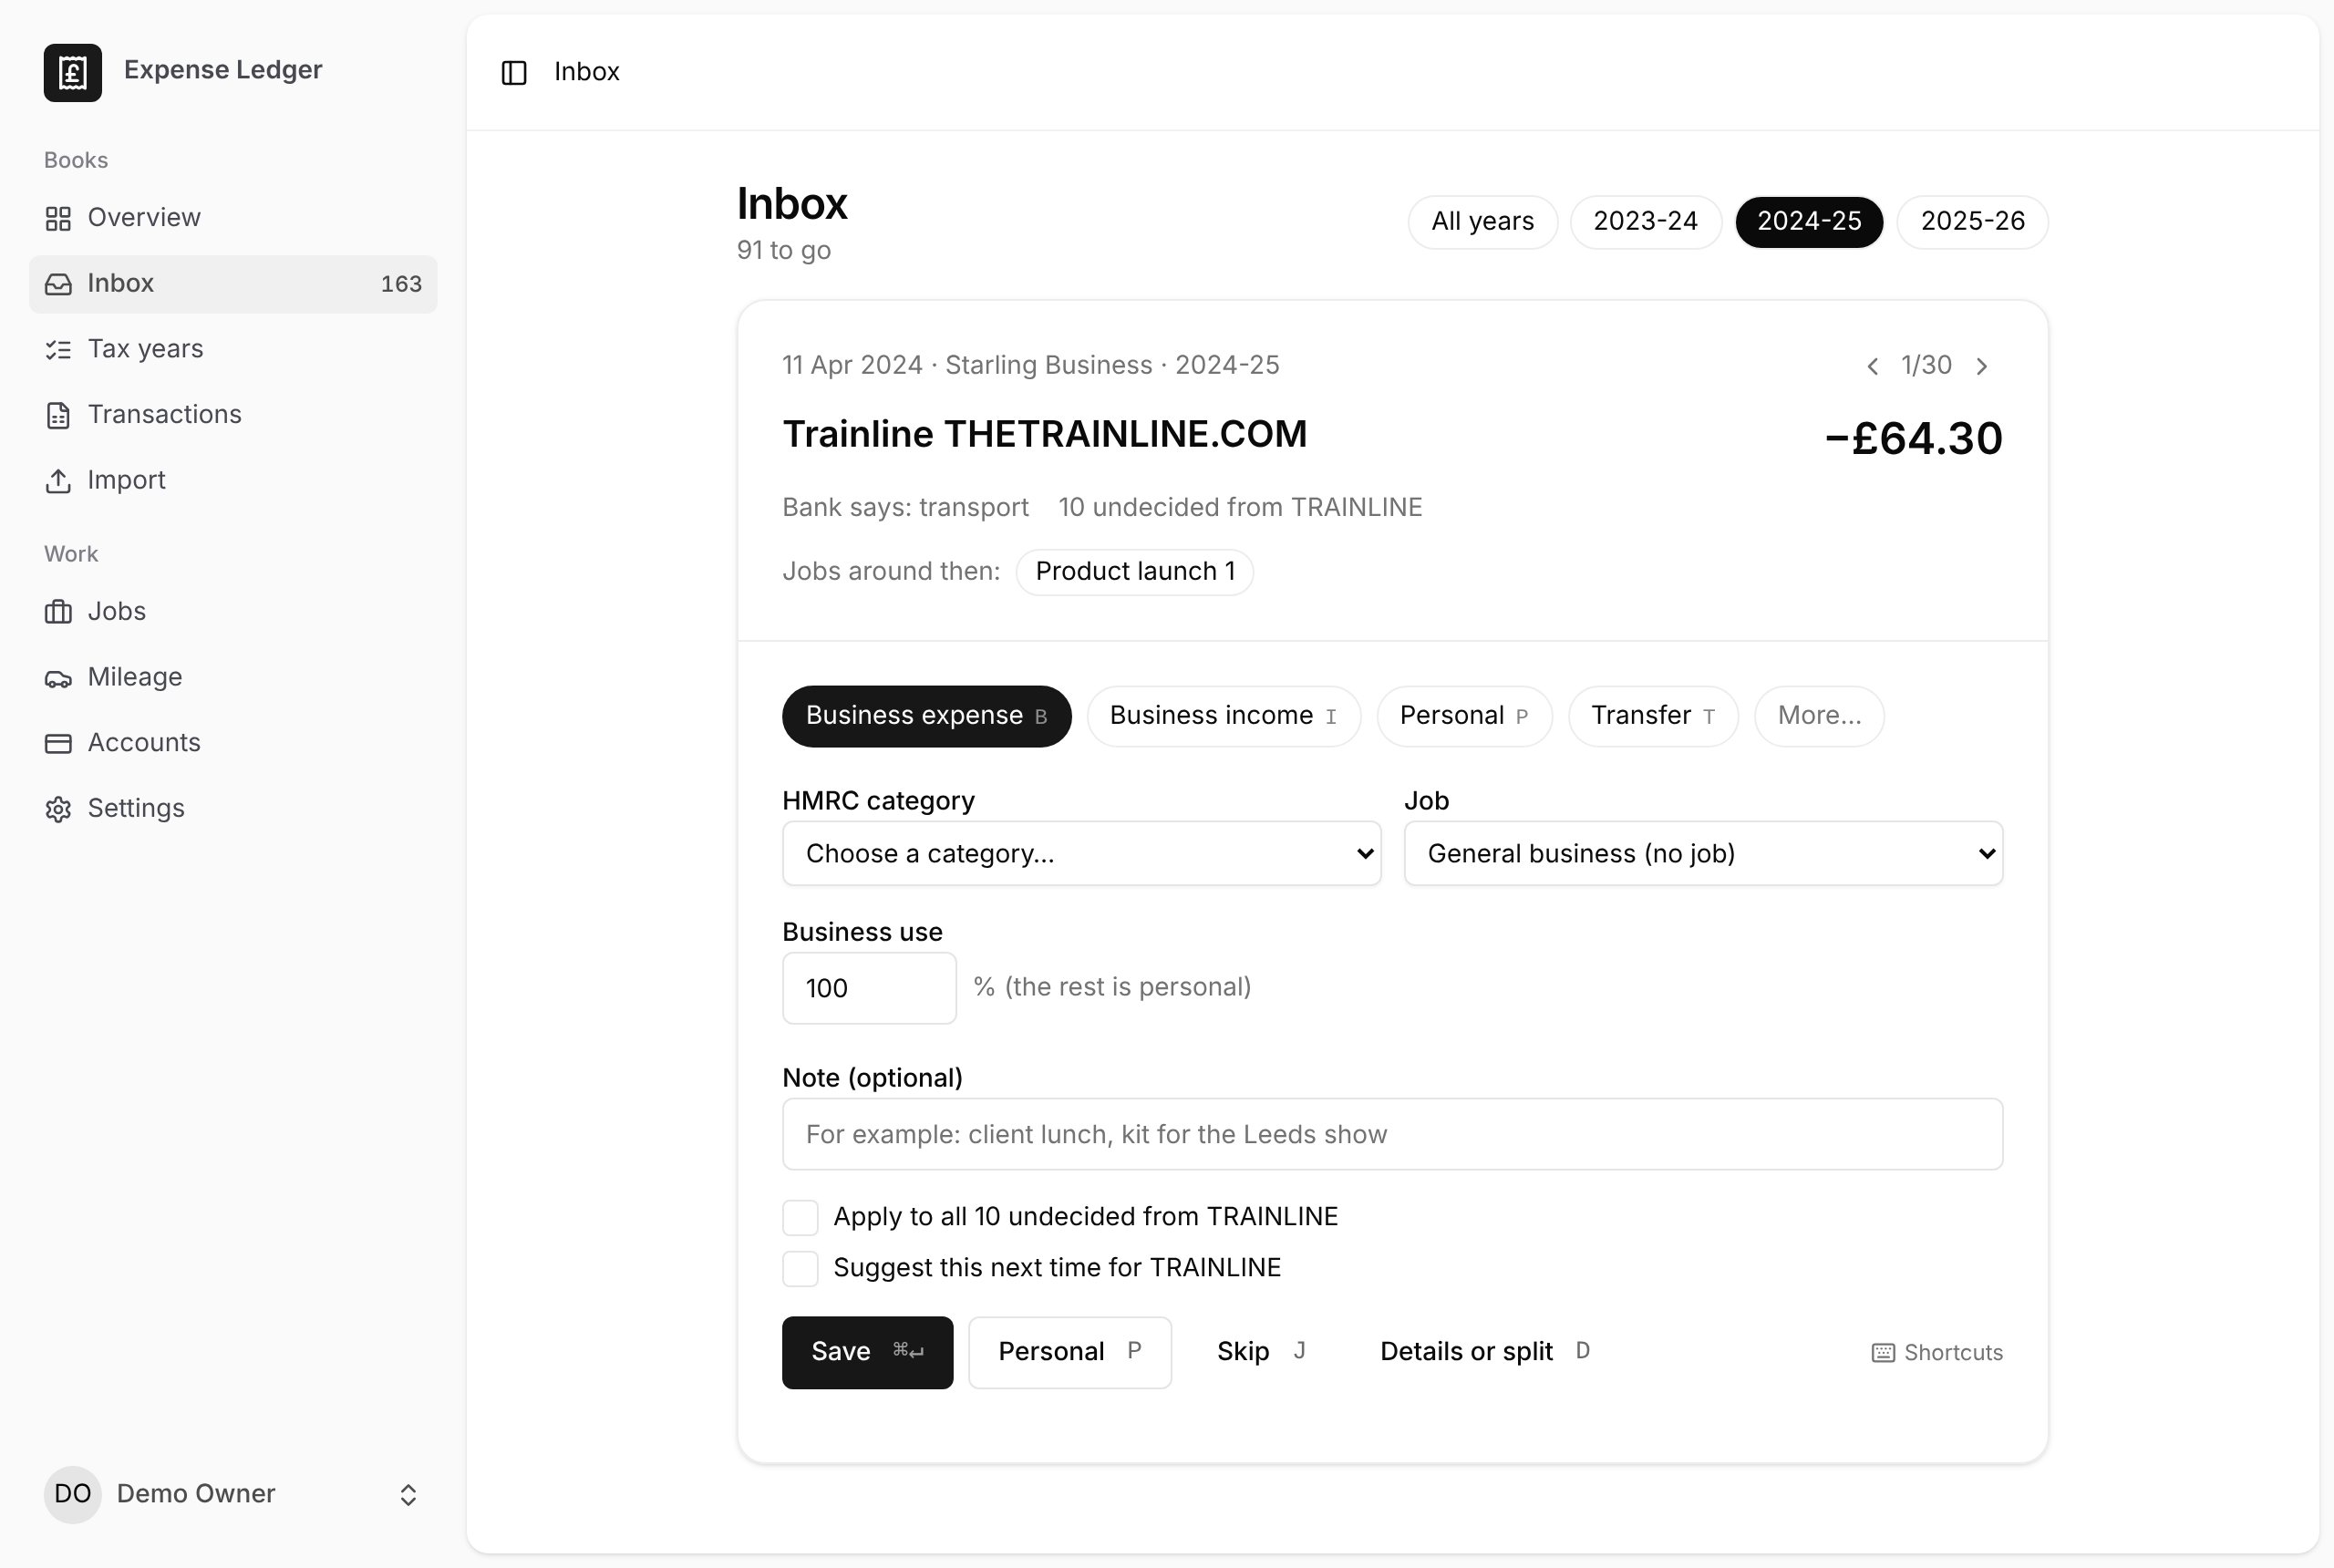 Expense Ledger
Books
Overview
Inbox 163
Tax years
Transactions
Import
Work
Jobs
Mileage
Accounts
Settings
DO Demo Owner
Inbox
Inbox
91 to go
All years 2023-24 2024-25 2025-26
11 Apr 2024 · Starling Business · 2024-25 1/30
Trainline THETRAINLINE.COM −£64.30
Bank says: transport 10 undecided from TRAINLINE
Jobs around then: Product launch 1
Business expense B Business income I Personal P Transfer T More...
HMRC category Job
Choose a category... General business (no job)
Business use
100 % (the rest is personal)
Note (optional)
For example: client lunch, kit for the Leeds show
Apply to all 10 undecided from TRAINLINE
Suggest this next time for TRAINLINE
Save ⌘↵ Personal P Skip J Details or split D Shortcuts